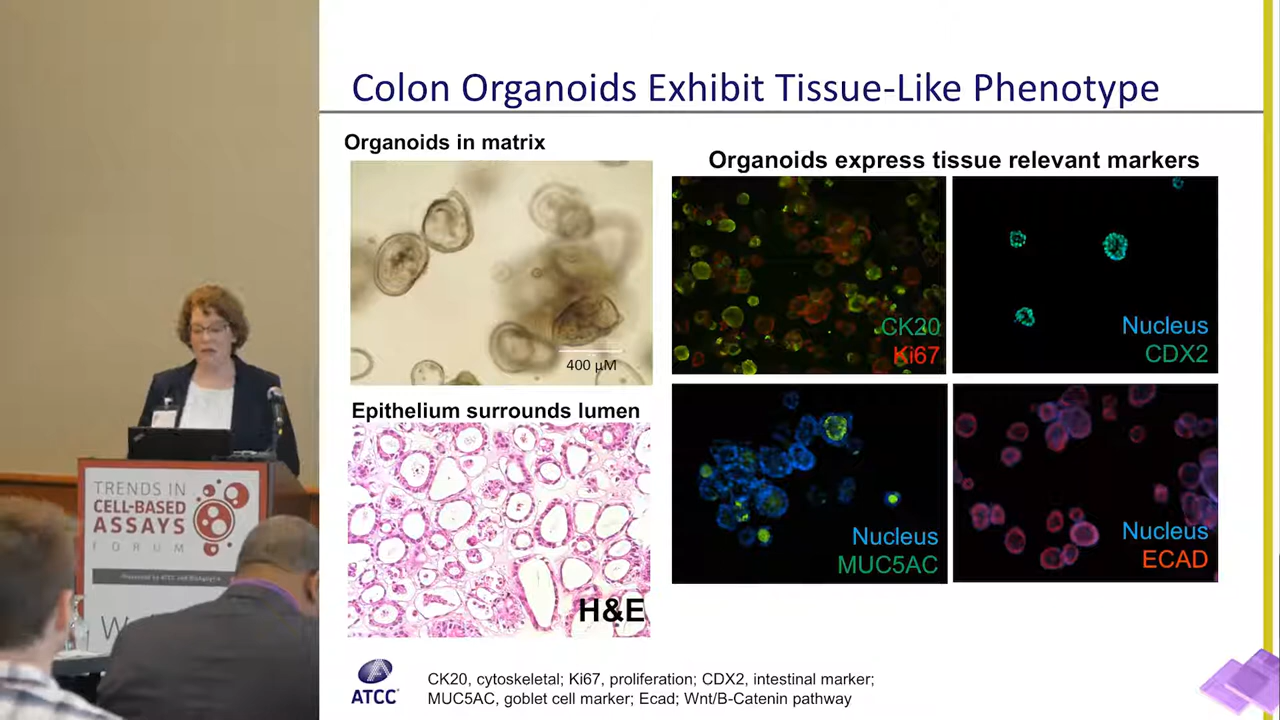 Colon Organoids Exhibit Tissue-Like Phenotype
Organoids in matrix
400 µM
Epithelium surrounds lumen
H&E
Organoids express tissue relevant markers
CK20
Ki67
Nucleus
CDX2
Nucleus
MUC5AC
Nucleus
ECAD
ATCC
CK20, cytoskeletal; Ki67, proliferation; CDX2, intestinal marker;
MUC5AC, goblet cell marker; Ecad; Wnt/B-Catenin pathway
TRENDS IN
CELL-BASED
ASSAYS
FORUM